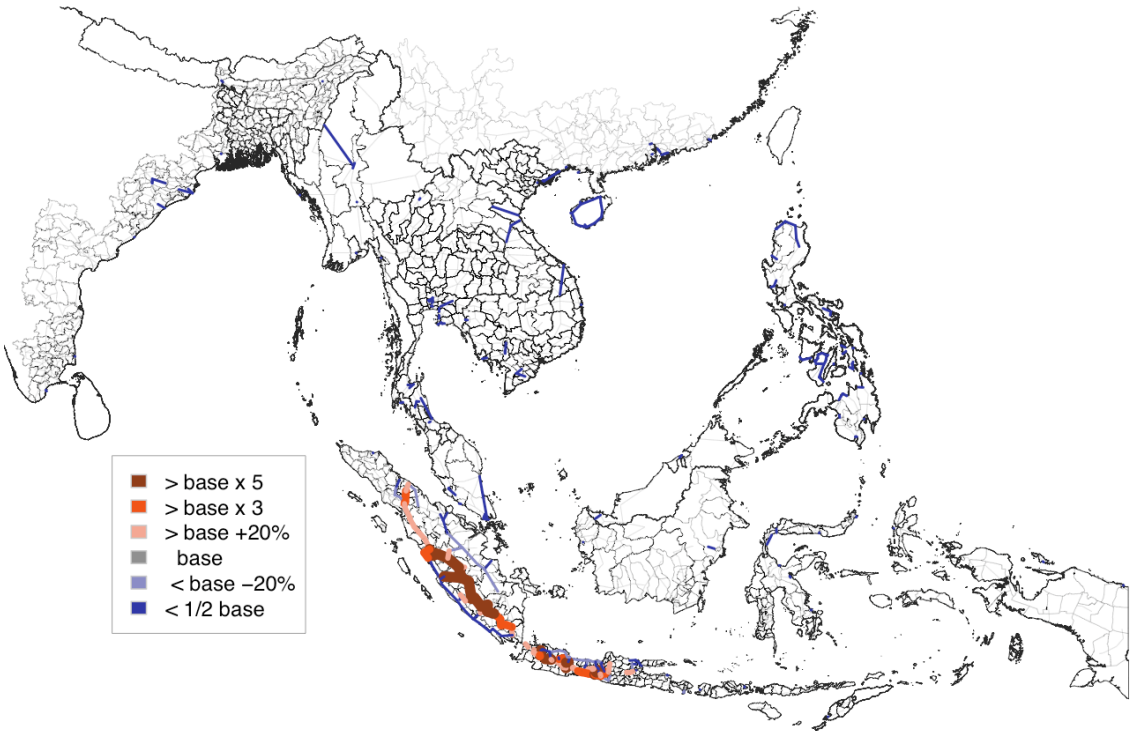 > base x 5
> base x 3
> base +20%
base
< base −20%
< 1/2 base